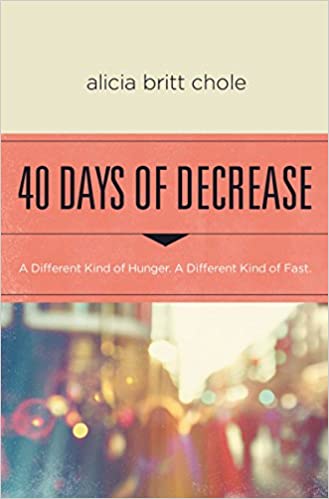 alicia britt chole
40 DAYS OF DECREASE
A Different Kind of Hunger. A Different Kind of Fast.